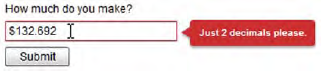 How much do you make?
$132.692
Just 2 decimals please.
Submit